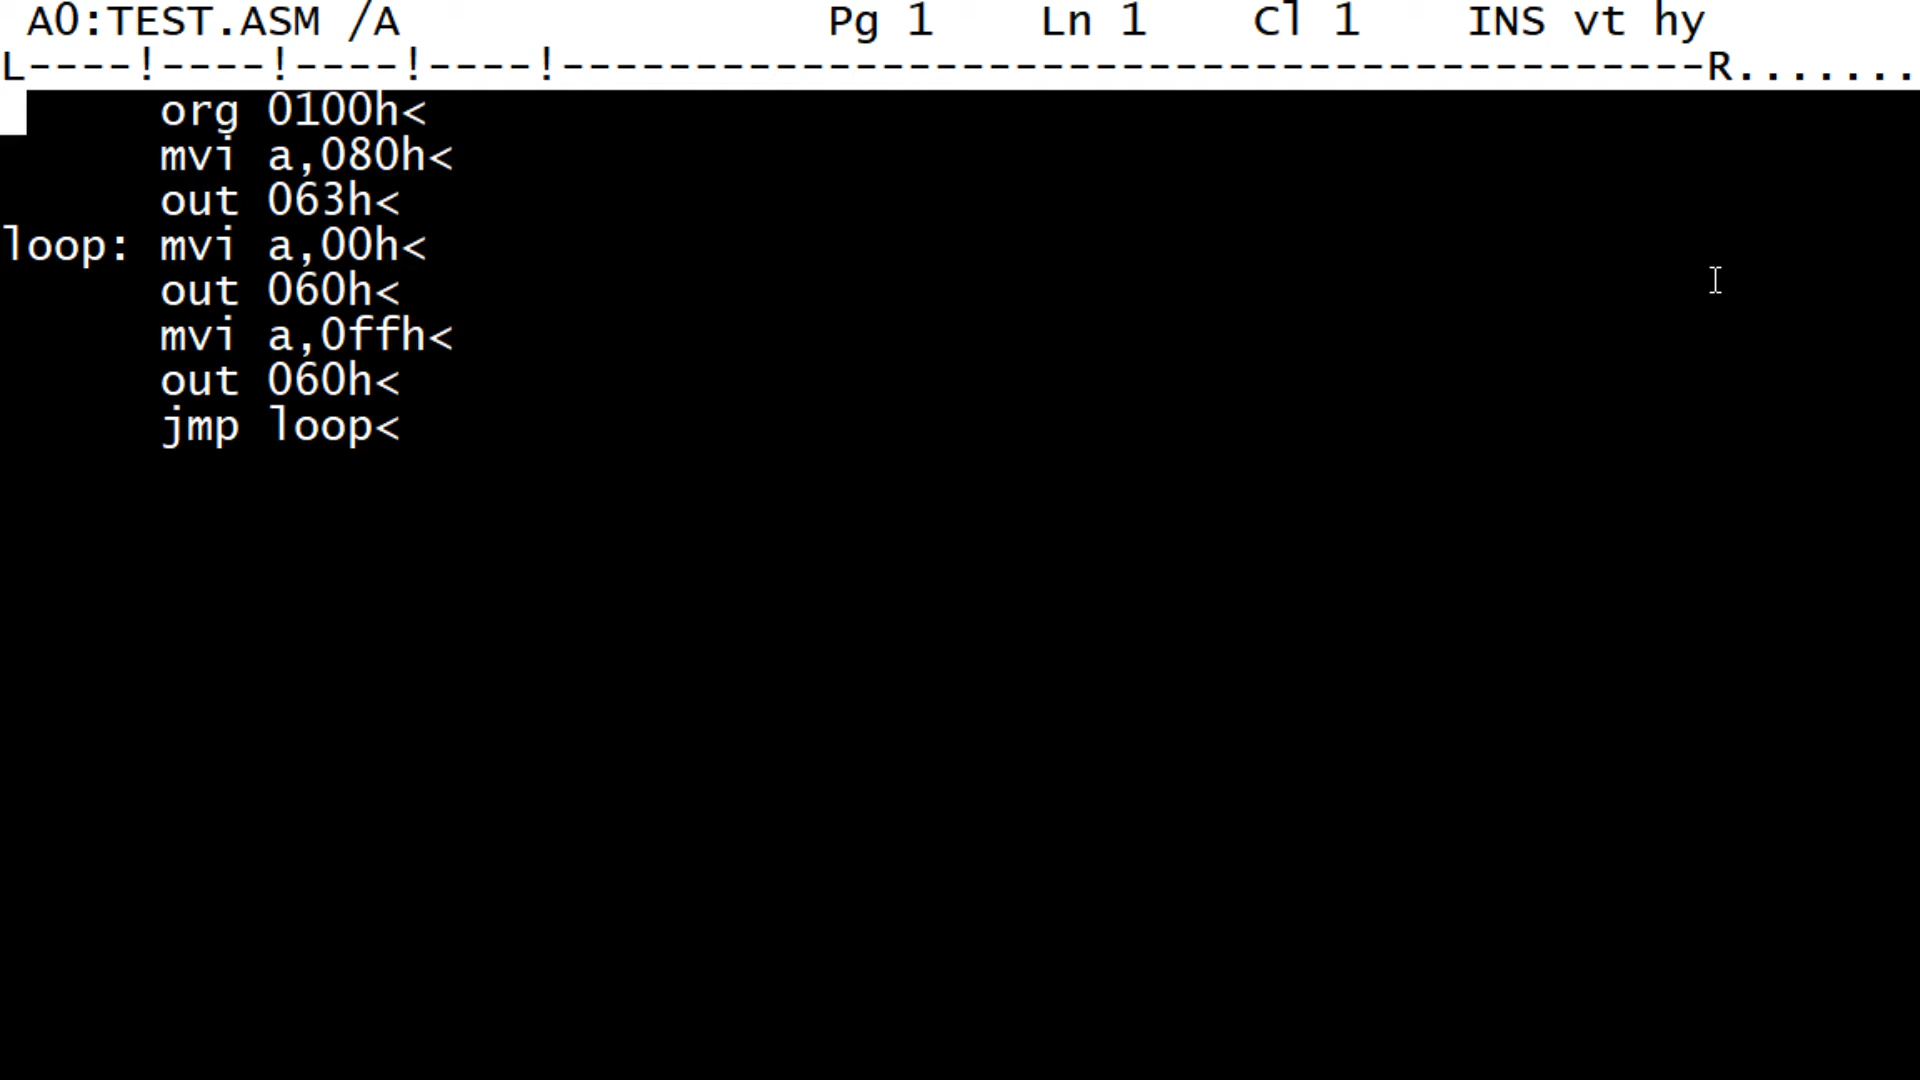 A0:TEST.ASM /A Pg 1 Ln 1 Cl 1 INS vt hy
L----!----!----!----!-------------------------------------------R.......
org 0100h<
mvi a,080h<
out 063h<
loop: mvi a,00h<
out 060h<
mvi a,0ffh<
out 060h<
jmp loop<